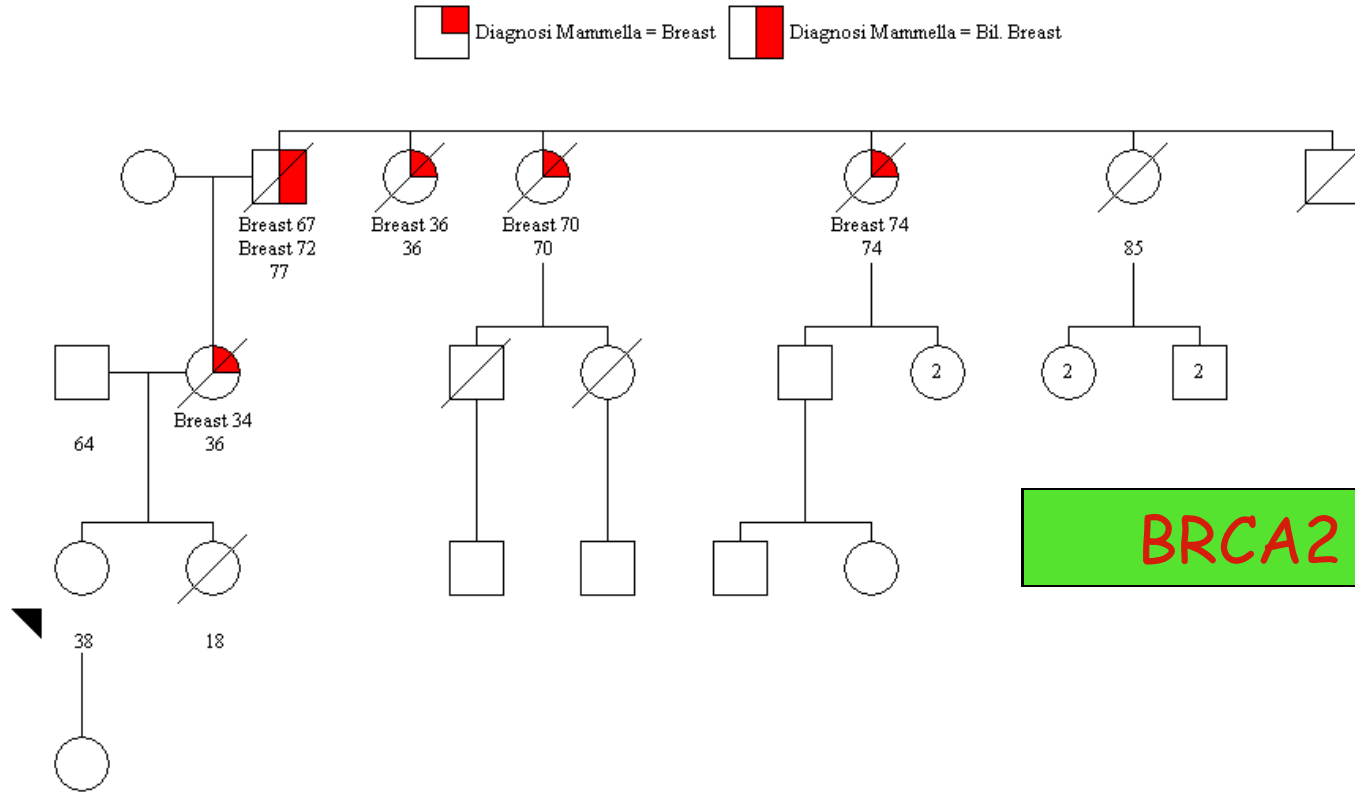 Diagnosi Mammella = Breast
Diagnosi Mammella = Bil. Breast
Breast 67
Breast 72
77
Breast 36
36
Breast 70
70
Breast 74
74
85
64
Breast 34
36
2
2
2
BRCA2
38
18